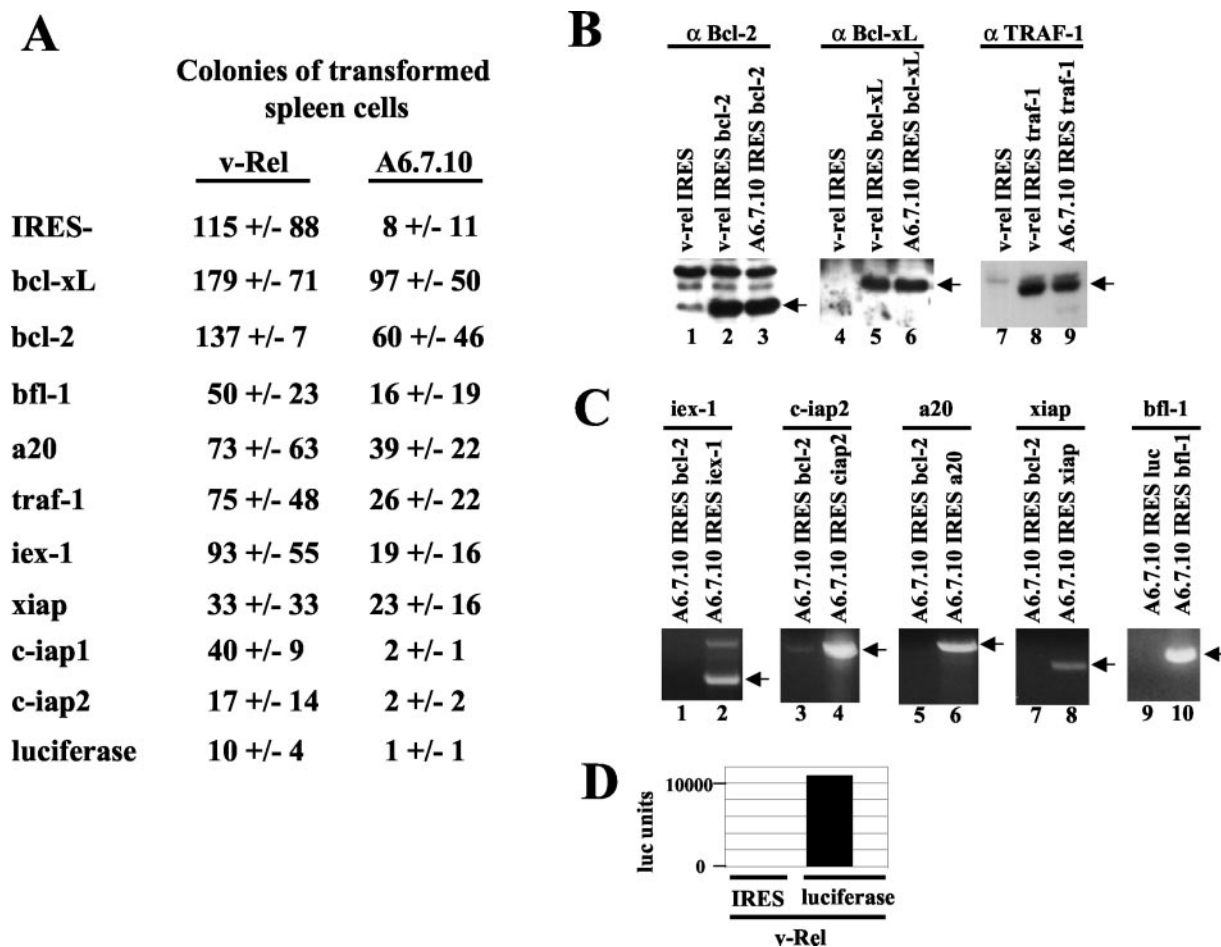 A
Colonies of transformed
spleen cells
v-Rel A6.7.10
IRES- 115 +/- 88 8 +/- 11
bcl-xL 179 +/- 71 97 +/- 50
bcl-2 137 +/- 7 60 +/- 46
bfl-1 50 +/- 23 16 +/- 19
a20 73 +/- 63 39 +/- 22
traf-1 75 +/- 48 26 +/- 22
iex-1 93 +/- 55 19 +/- 16
xiap 33 +/- 33 23 +/- 16
c-iap1 40 +/- 9 2 +/- 1
c-iap2 17 +/- 14 2 +/- 2
luciferase 10 +/- 4 1 +/- 1
B
α Bcl-2 α Bcl-xL α TRAF-1
v-rel IRES
v-rel IRES bcl-2
A6.7.10 IRES bcl-2
v-rel IRES
v-rel IRES bcl-xL
A6.7.10 IRES bcl-xL
v-rel IRES
v-rel IRES traf-1
A6.7.10 IRES traf-1
1 2 3 4 5 6 7 8 9
C
iex-1 c-iap2 a20 xiap bfl-1
A6.7.10 IRES bcl-2
A6.7.10 IRES iex-1
A6.7.10 IRES bcl-2
A6.7.10 IRES ciap2
A6.7.10 IRES bcl-2
A6.7.10 IRES a20
A6.7.10 IRES bcl-2
A6.7.10 IRES xiap
A6.7.10 IRES luc
A6.7.10 IRES bfl-1
1 2 3 4 5 6 7 8 9 10
D
luc units
10000
0
IRES luciferase
v-Rel